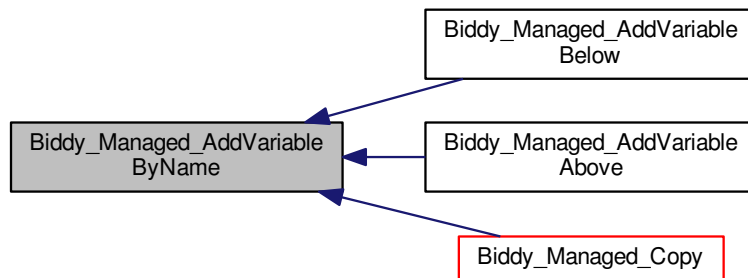 Biddy_Managed_AddVariable
Below
Biddy_Managed_AddVariable
ByName
Biddy_Managed_AddVariable
Above
Biddy_Managed_Copy